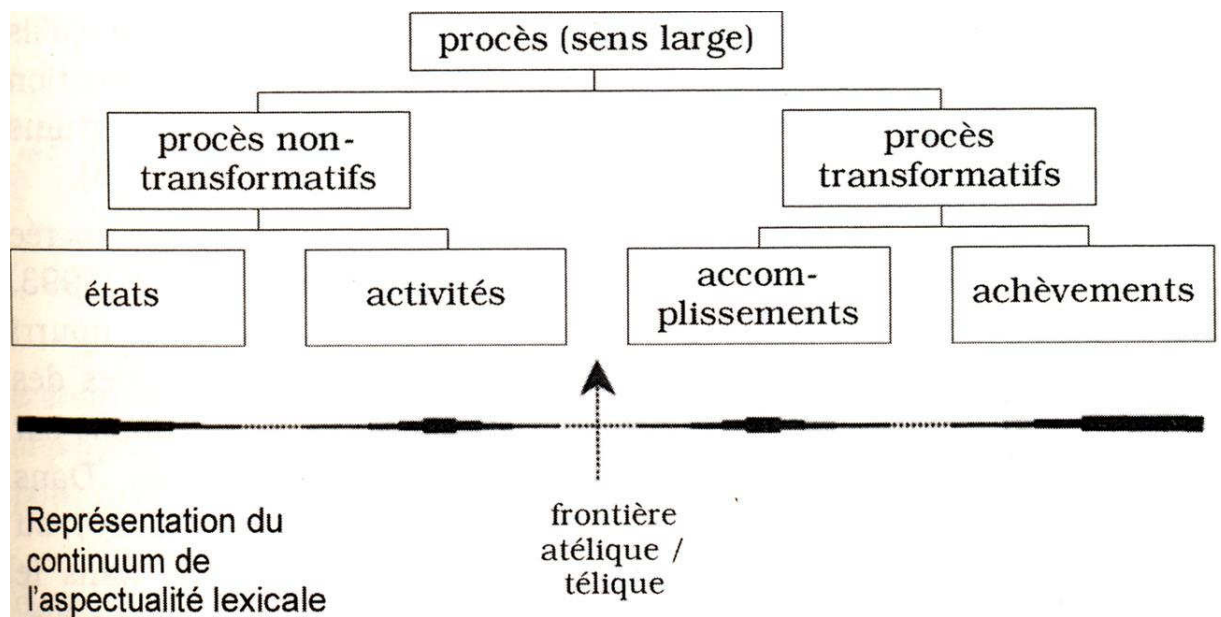 procès (sens large)
procès non-
transformatifs
procès
transformatifs
états
activités
accom-
plissements
achèvements
frontière
atélique /
télique
Représentation du
continuum de
l'aspectualité lexicale